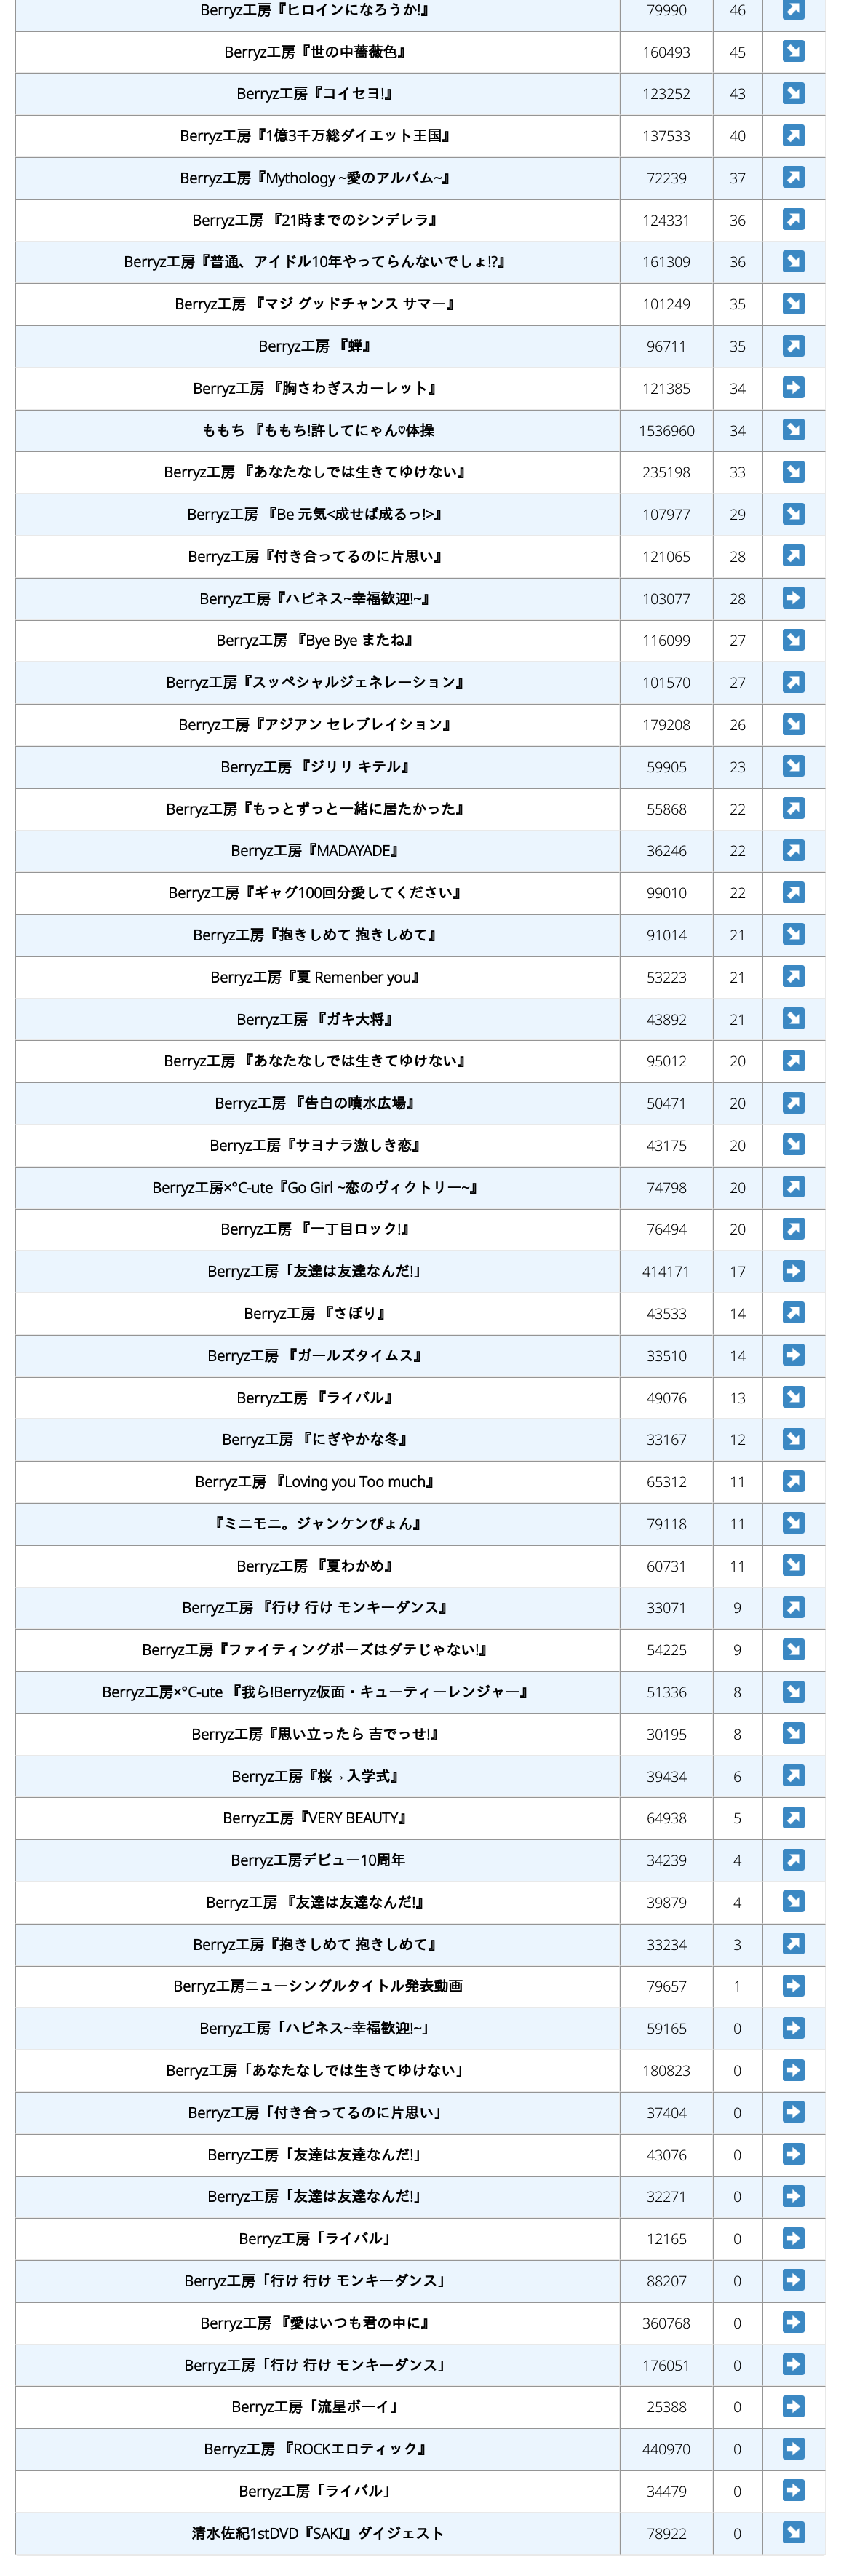 Berryz工房『ヒロインになろうか!』 79990 46 ↗
Berryz工房『世の中薔薇色』 160493 45 ↘
Berryz工房『コイセヨ!』 123252 43 ↘
Berryz工房『1億3千万総ダイエット王国』 137533 40 ↗
Berryz工房『Mythology ~愛のアルバム~』 72239 37 ↗
Berryz工房 『21時までのシンデレラ』 124331 36 ↗
Berryz工房『普通、アイドル10年やってらんないでしょ!?』 161309 36 ↘
Berryz工房 『マジ グッドチャンス サマー』 101249 35 ↘
Berryz工房 『蝉』 96711 35 ↗
Berryz工房 『胸さわぎスカーレット』 121385 34 ➡
ももち 『ももち!許してにゃん♡体操 1536960 34 ↘
Berryz工房 『あなたなしでは生きてゆけない』 235198 33 ↘
Berryz工房 『Be 元気<成せば成るっ!>』 107977 29 ↘
Berryz工房『付き合ってるのに片思い』 121065 28 ↗
Berryz工房『ハピネス~幸福歓迎!~』 103077 28 ➡
Berryz工房 『Bye Bye またね』 116099 27 ↘
Berryz工房『スッペシャルジェネレーション』 101570 27 ↗
Berryz工房『アジアン セレブレイション』 179208 26 ↘
Berryz工房 『ジリリ キテル』 59905 23 ↘
Berryz工房『もっとずっと一緒に居たかった』 55868 22 ↗
Berryz工房『MADAYADE』 36246 22 ↗
Berryz工房『ギャグ100回分愛してください』 99010 22 ↗
Berryz工房『抱きしめて 抱きしめて』 91014 21 ↘
Berryz工房『夏 Remenber you』 53223 21 ↗
Berryz工房 『ガキ大将』 43892 21 ↘
Berryz工房 『あなたなしでは生きてゆけない』 95012 20 ↗
Berryz工房 『告白の噴水広場』 50471 20 ↗
Berryz工房『サヨナラ激しき恋』 43175 20 ↘
Berryz工房×°C-ute『Go Girl ~恋のヴィクトリー~』 74798 20 ↗
Berryz工房 『一丁目ロック!』 76494 20 ↗
Berryz工房「友達は友達なんだ!」 414171 17 ➡
Berryz工房 『さぼり』 43533 14 ↗
Berryz工房 『ガールズタイムス』 33510 14 ➡
Berryz工房 『ライバル』 49076 13 ↘
Berryz工房 『にぎやかな冬』 33167 12 ↘
Berryz工房 『Loving you Too much』 65312 11 ↗
『ミニモニ。ジャンケンぴょん』 79118 11 ↘
Berryz工房 『夏わかめ』 60731 11 ↘
Berryz工房 『行け 行け モンキーダンス』 33071 9 ↗
Berryz工房『ファイティングポーズはダテじゃない!』 54225 9 ↘
Berryz工房×°C-ute 『我ら!Berryz仮面・キューティーレンジャー』 51336 8 ↘
Berryz工房『思い立ったら 吉でっせ!』 30195 8 ↘
Berryz工房『桜→入学式』 39434 6 ↗
Berryz工房『VERY BEAUTY』 64938 5 ↗
Berryz工房デビュー10周年 34239 4 ↗
Berryz工房 『友達は友達なんだ!』 39879 4 ↘
Berryz工房『抱きしめて 抱きしめて』 33234 3 ↗
Berryz工房ニューシングルタイトル発表動画 79657 1 ➡
Berryz工房「ハピネス~幸福歓迎!~」 59165 0 ➡
Berryz工房「あなたなしでは生きてゆけない」 180823 0 ➡
Berryz工房「付き合ってるのに片思い」 37404 0 ➡
Berryz工房「友達は友達なんだ!」 43076 0 ➡
Berryz工房「友達は友達なんだ!」 32271 0 ➡
Berryz工房「ライバル」 12165 0 ➡
Berryz工房「行け 行け モンキーダンス」 88207 0 ➡
Berryz工房 『愛はいつも君の中に』 360768 0 ➡
Berryz工房「行け 行け モンキーダンス」 176051 0 ➡
Berryz工房「流星ボーイ」 25388 0 ➡
Berryz工房 『ROCKエロティック』 440970 0 ➡
Berryz工房「ライバル」 34479 0 ➡
清水佐紀1stDVD『SAKI』ダイジェスト 78922 0 ↘